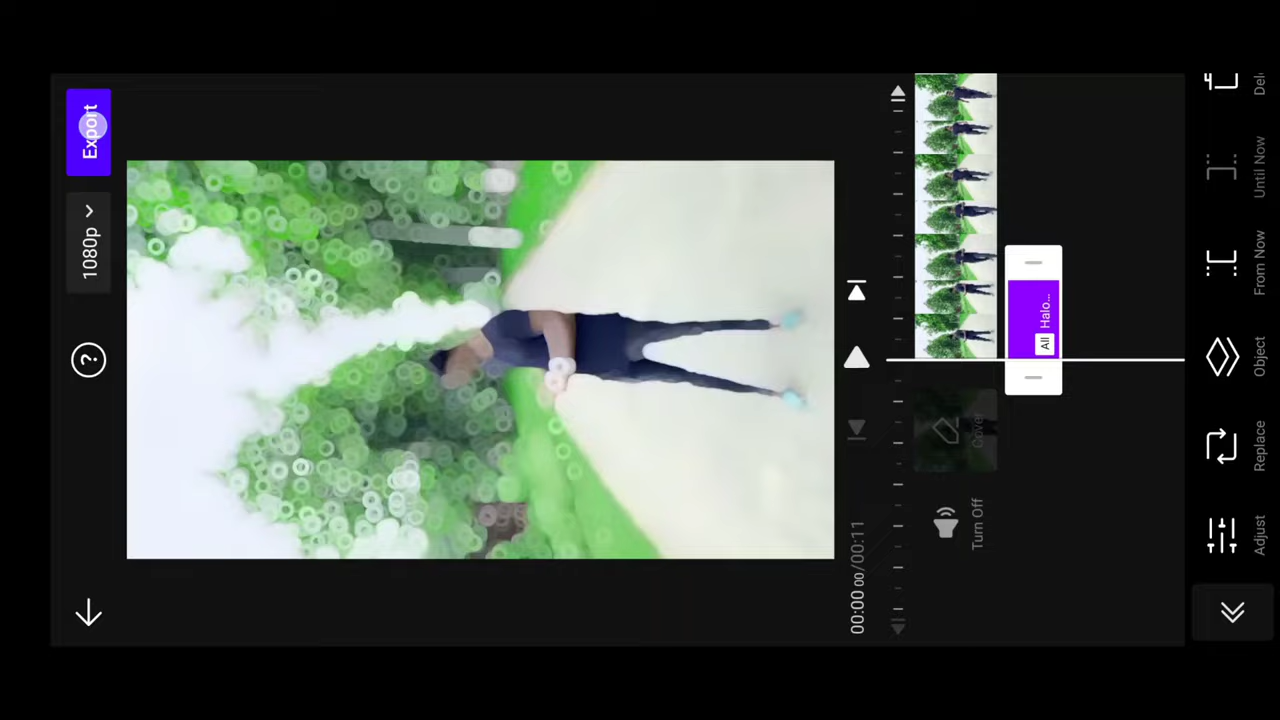 ?
1080p
Export
00:00 00/00:11
Turn Off
Cover
All Halo...
Adjust
Replace
Object
From Now
Until Now
Del